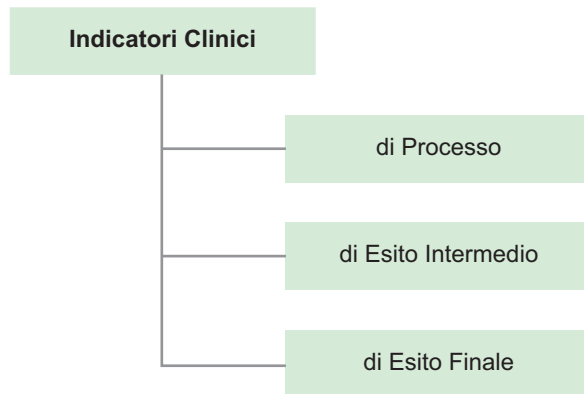 Indicatori Clinici
di Processo
di Esito Intermedio
di Esito Finale